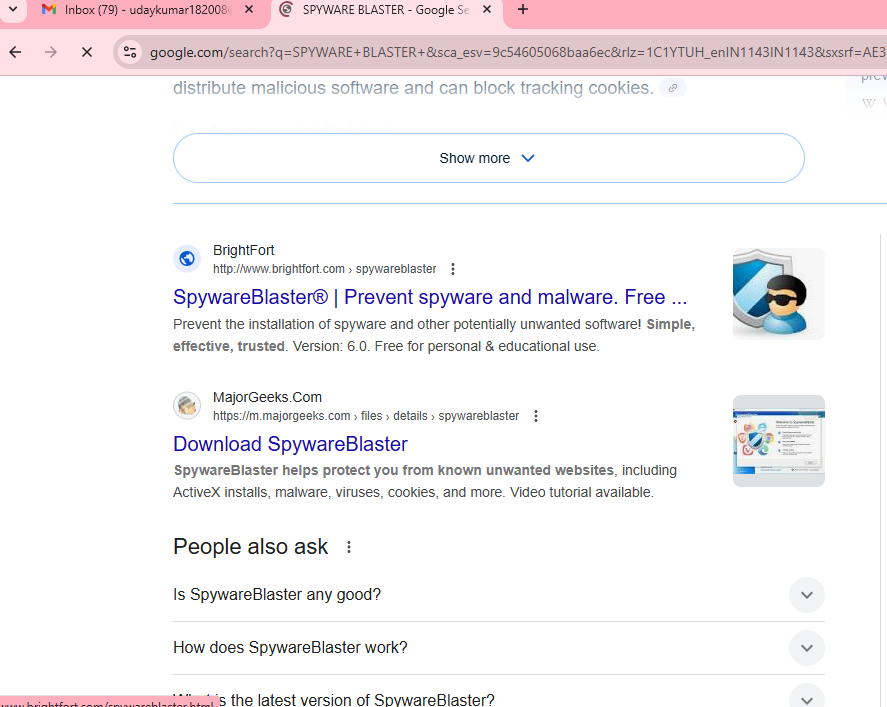 Inbox (79) - udaykumar182008
SPYWARE BLASTER - Google Se
google.com/search?q=SPYWARE+BLASTER+&sca_esv=9c54605068baa6ec&rlz=1C1YTUH_enIN1143IN1143&sxsrf=AE3
distribute malicious software and can block tracking cookies.
prev
W
Show more
BrightFort
http://www.brightfort.com › spywareblaster
SpywareBlaster® | Prevent spyware and malware. Free ...
Prevent the installation of spyware and other potentially unwanted software! Simple,
effective, trusted. Version: 6.0. Free for personal & educational use.
MajorGeeks.Com
https://m.majorgeeks.com › files › details › spywareblaster
Download SpywareBlaster
SpywareBlaster helps protect you from known unwanted websites, including
ActiveX installs, malware, viruses, cookies, and more. Video tutorial available.
People also ask
Is SpywareBlaster any good?
How does SpywareBlaster work?
What is the latest version of SpywareBlaster?
www.brightfort.com/spywareblaster.html